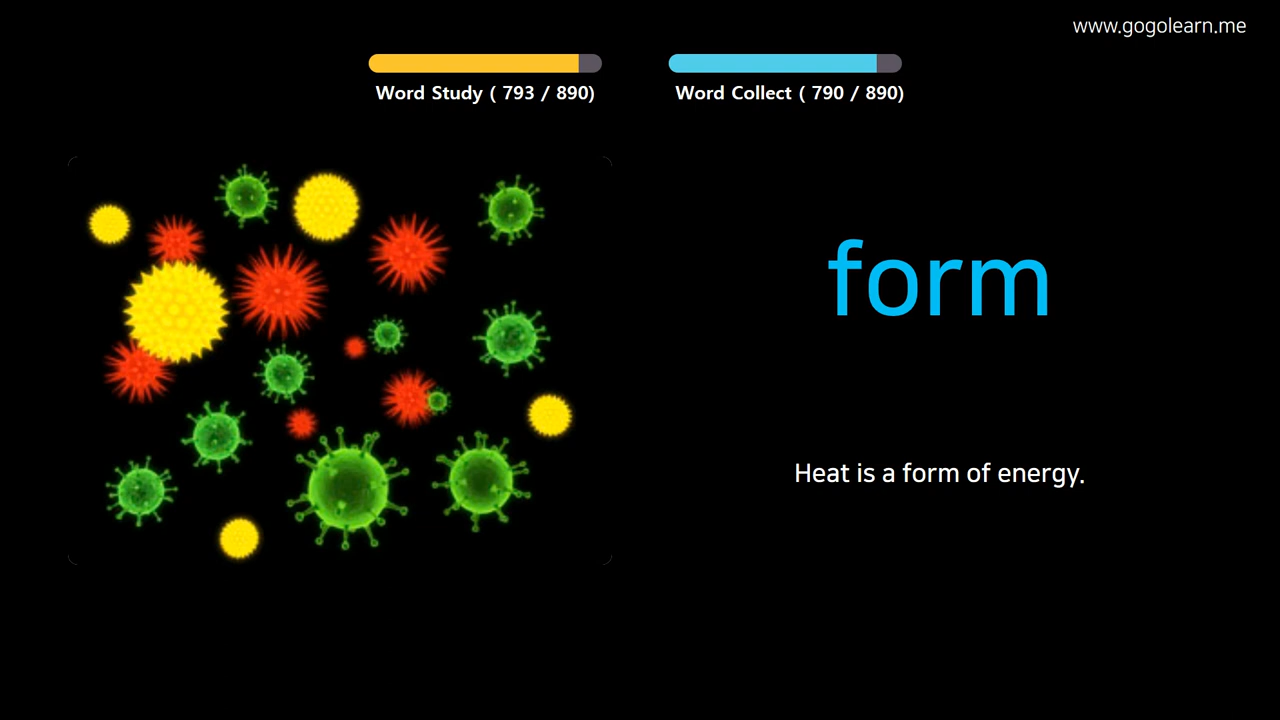 www.gogolearn.me
Word Study ( 793 / 890)
Word Collect ( 790 / 890)
form
Heat is a form of energy.